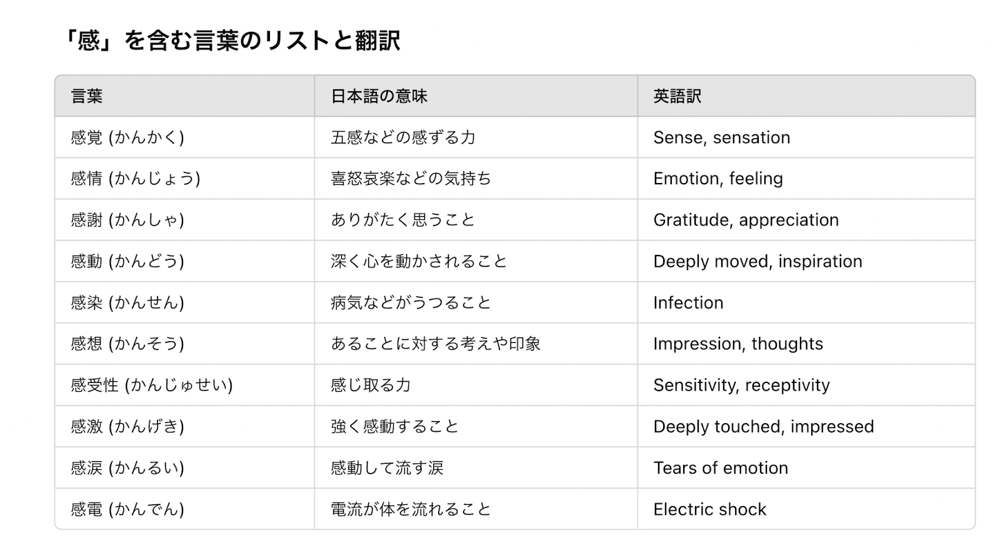 「感」を含む言葉のリストと翻訳
言葉 日本語の意味 英語訳
感覚 (かんかく) 五感などの感ずる力 Sense, sensation
感情 (かんじょう) 喜怒哀楽などの気持ち Emotion, feeling
感謝 (かんしゃ) ありがたく思うこと Gratitude, appreciation
感動 (かんどう) 深く心を動かされること Deeply moved, inspiration
感染 (かんせん) 病気などがうつること Infection
感想 (かんそう) あることに対する考えや印象 Impression, thoughts
感受性 (かんじゅせい) 感じ取る力 Sensitivity, receptivity
感激 (かんげき) 強く感動すること Deeply touched, impressed
感涙 (かんるい) 感動して流す涙 Tears of emotion
感電 (かんでん) 電流が体を流れること Electric shock